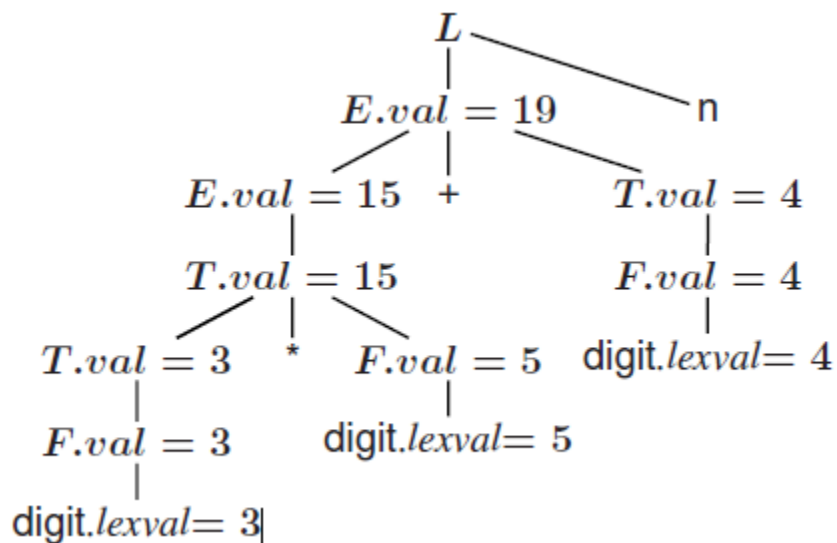 L
E.val = 19 n
E.val = 15 + T.val = 4
T.val = 15 F.val = 4
T.val = 3 * F.val = 5 digit.lexval= 4
F.val = 3 digit.lexval= 5
digit.lexval= 3